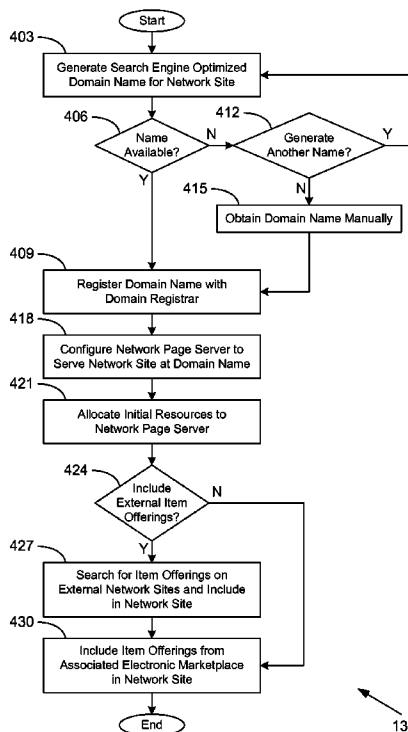 Start
403
Generate Search Engine Optimized
Domain Name for Network Site
406
Name
Available?
N
Y
412
Generate
Another Name?
Y
N
415
Obtain Domain Name Manually
409
Register Domain Name with
Domain Registrar
418
Configure Network Page Server to
Serve Network Site at Domain Name
421
Allocate Initial Resources to
Network Page Server
424
Include
External Item
Offerings?
N
Y
427
Search for Item Offerings on
External Network Sites and Include
in Network Site
430
Include Item Offerings from
Associated Electronic Marketplace
in Network Site
End
13